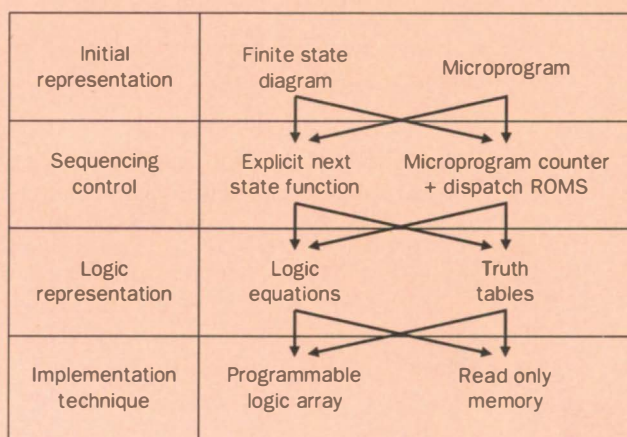 Initial
representation
Finite state
diagram
Microprogram
Sequencing
control
Explicit next
state function
Microprogram counter
+ dispatch ROMS
Logic
representation
Logic
equations
Truth
tables
Implementation
technique
Programmable
logic array
Read only
memory